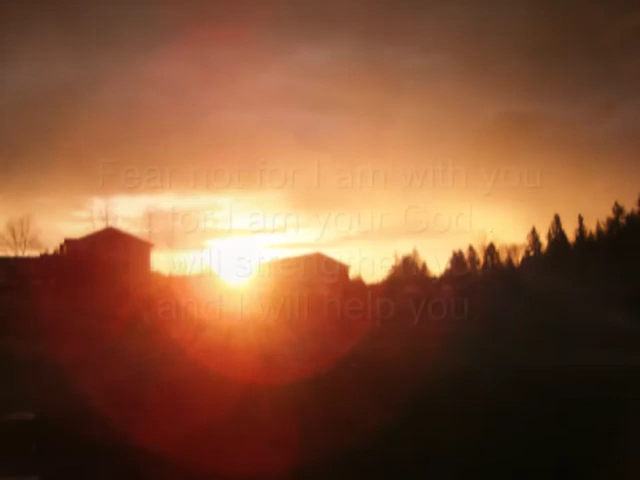 Fear not for I am with you
for I am your God
I will strengthen you
and I will help you